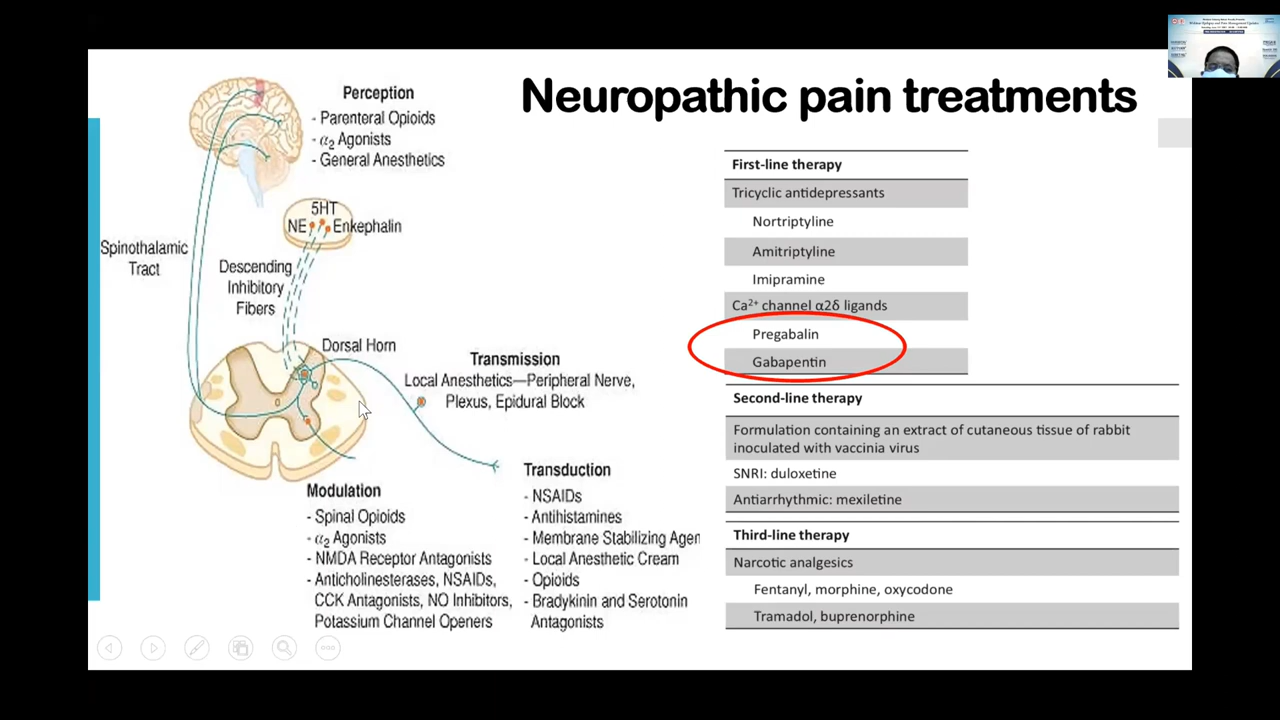 Neuropathic pain treatments
Perception
- Parenteral Opioids
- α₂ Agonists
- General Anesthetics
5HT
NE
Enkephalin
Spinothalamic
Tract
Descending
Inhibitory
Fibers
Dorsal Horn
Transmission
Local Anesthetics—Peripheral Nerve,
Plexus, Epidural Block
Modulation
- Spinal Opioids
- α₂ Agonists
- NMDA Receptor Antagonists
- Anticholinesterases, NSAIDs,
CCK Antagonists, NO Inhibitors,
Potassium Channel Openers
Transduction
- NSAIDs
- Antihistamines
- Membrane Stabilizing Agen
- Local Anesthetic Cream
- Opioids
- Bradykinin and Serotonin
Antagonists
First-line therapy
Tricyclic antidepressants
Nortriptyline
Amitriptyline
Imipramine
Ca²⁺ channel α2δ ligands
Pregabalin
Gabapentin
Second-line therapy
Formulation containing an extract of cutaneous tissue of rabbit
inoculated with vaccinia virus
SNRI: duloxetine
Antiarrhythmic: mexiletine
Third-line therapy
Narcotic analgesics
Fentanyl, morphine, oxycodone
Tramadol, buprenorphine